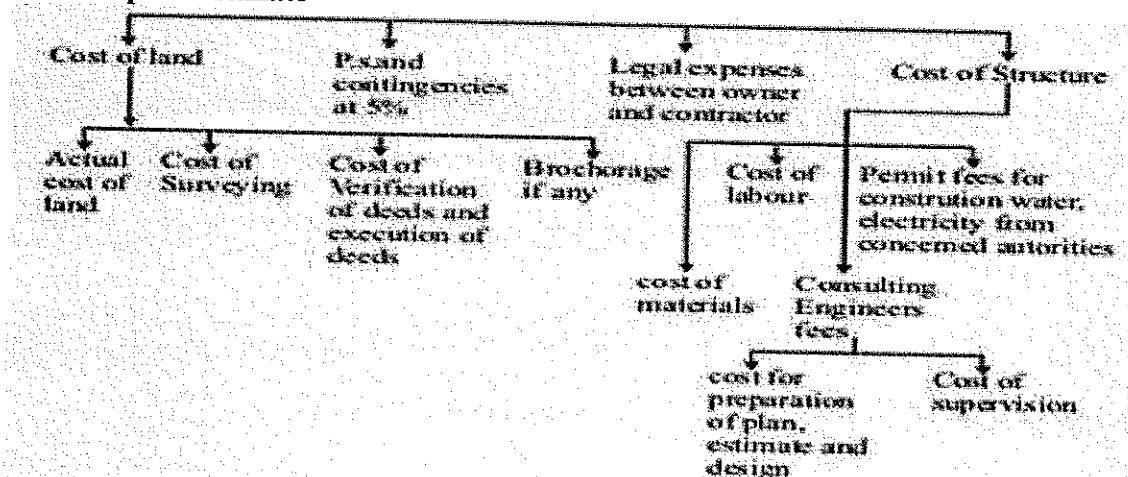 Cost of land
P.s.and
contingencies
at 5%
Legal expenses
between owner
and contractor
Cost of Structure
Actual
cost of
land
Cost of
Surveying
Cost of
Verification
of deeds and
execution of
deeds
Brochorage
if any
Cost of
labour
Permit fees for
constrution water,
electricity from
concerned autorities
cost of
materials
Consulting
Engineers
fees
cost for
preparation
of plan,
estimate and
design
Cost of
supervision